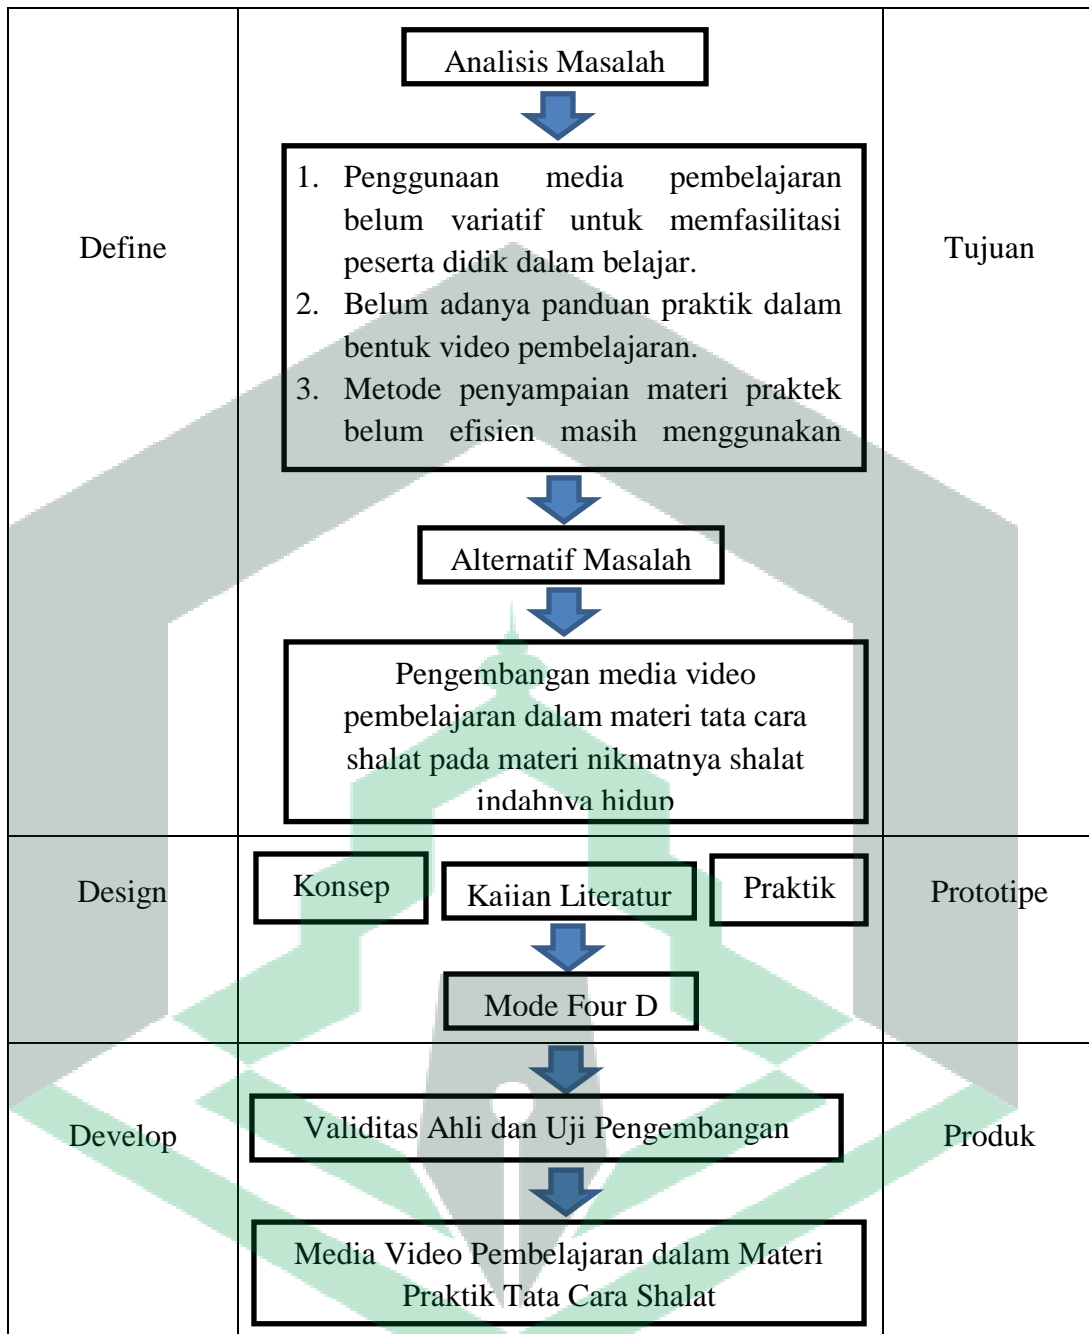 Analisis Masalah
Define
1. Penggunaan media pembelajaran
belum variatif untuk memfasilitasi
peserta didik dalam belajar.
2. Belum adanya panduan praktik dalam
bentuk video pembelajaran.
3. Metode penyampaian materi praktek
belum efisien masih menggunakan
Tujuan
Alternatif Masalah
Pengembangan media video
pembelajaran dalam materi tata cara
shalat pada materi nikmatnya shalat
indahnya hidup
Design
Konsep
Kajian Literatur
Praktik
Prototipe
Mode Four D
Develop
Validitas Ahli dan Uji Pengembangan
Produk
Media Video Pembelajaran dalam Materi
Praktik Tata Cara Shalat